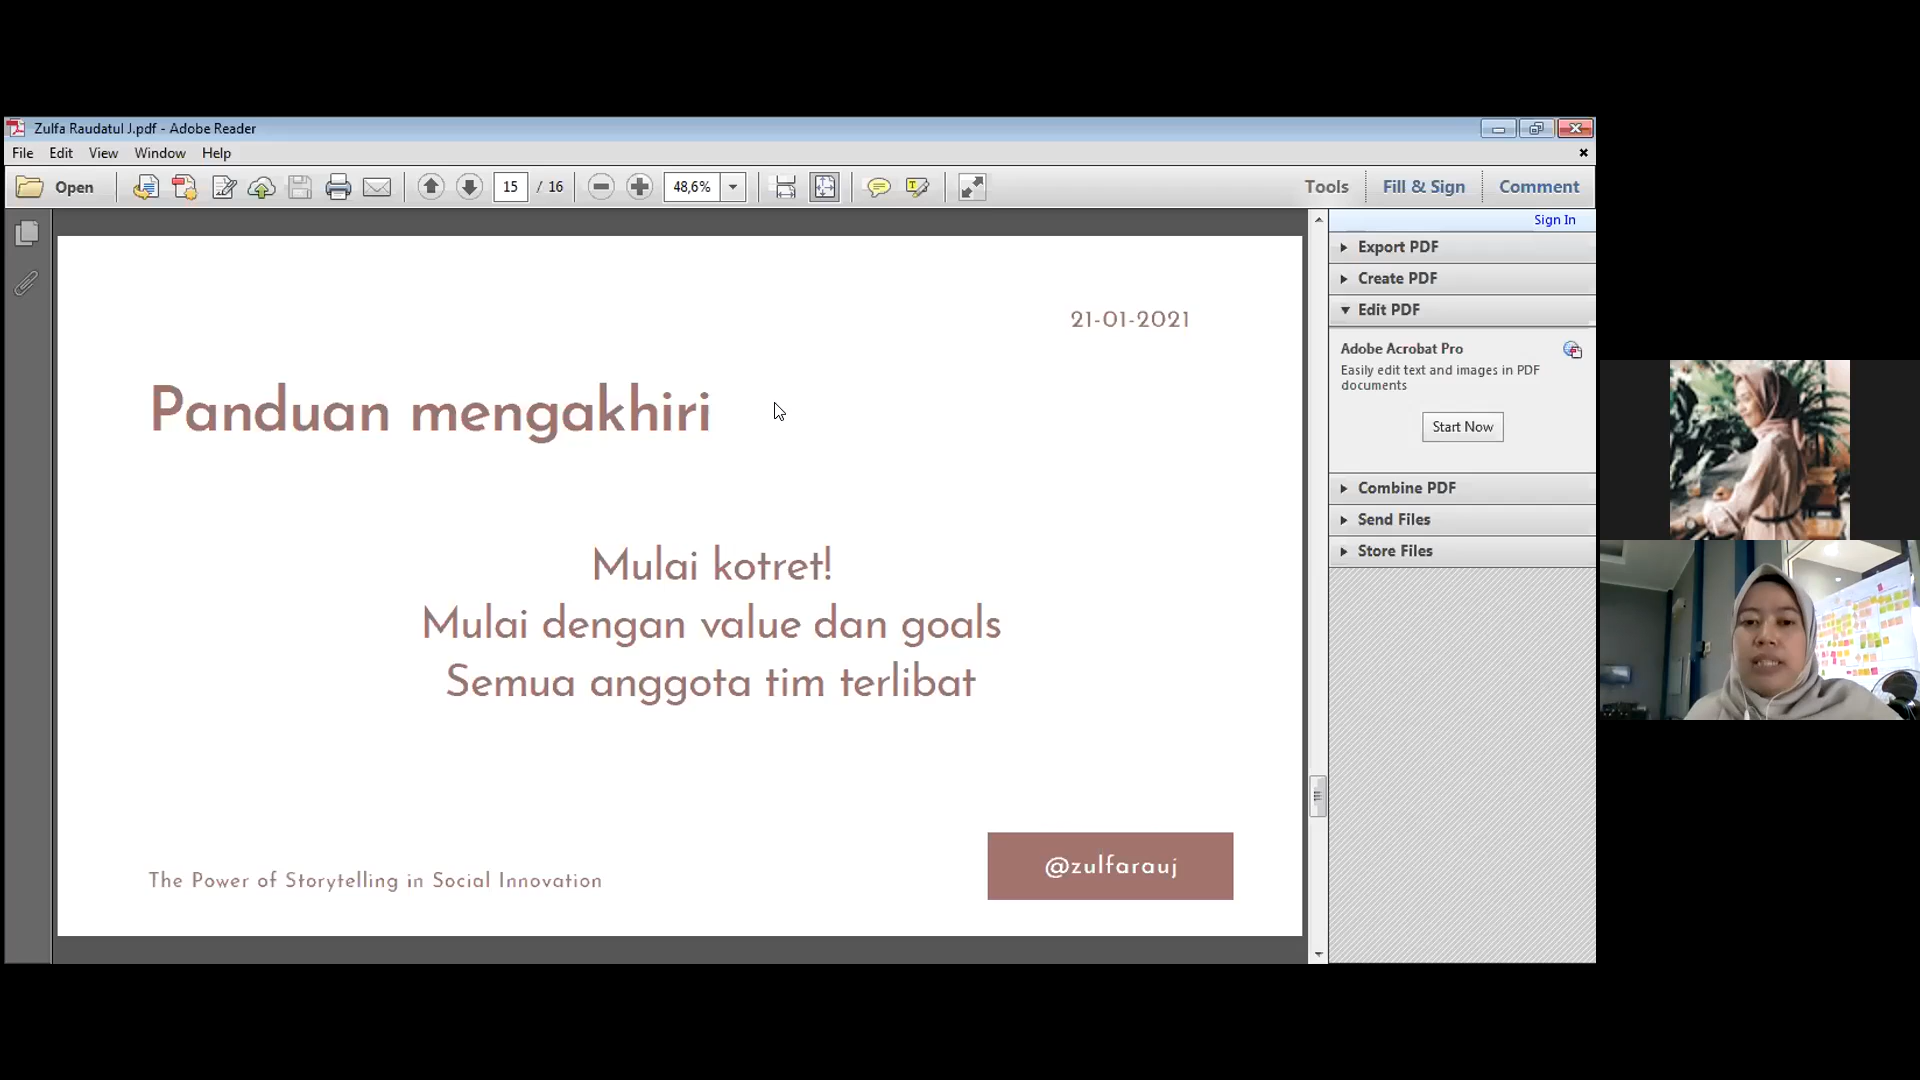 Zulfa Raudatul J.pdf - Adobe Reader
File Edit View Window Help
Open 15 / 16 48,6% Tools Fill & Sign Comment
Sign In
Export PDF
Create PDF
Edit PDF
Adobe Acrobat Pro
Easily edit text and images in PDF
documents
Start Now
Combine PDF
Send Files
Store Files
21-01-2021
Panduan mengakhiri
Mulai kotret!
Mulai dengan value dan goals
Semua anggota tim terlibat
The Power of Storytelling in Social Innovation
@zulfarauj